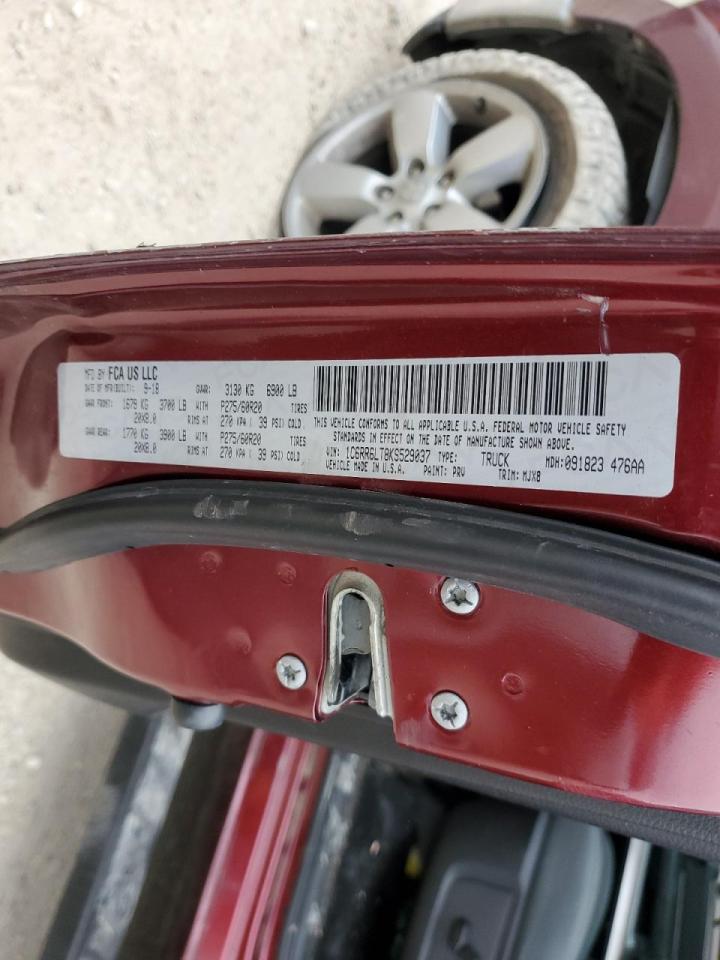 MFD BY FCA US LLC
DATE OF MFR(BUILT): 9-18 GVWR: 3130 KG 6900 LB
GAWR FRONT: 1679 KG 3700 LB WITH P275/60R20 TIRES
20X8.0 RIMS AT 270 KPA ( 39 PSI) COLD.
GAWR REAR: 1770 KG 3900 LB WITH P275/60R20 TIRES
20X8.0 RIMS AT 270 KPA ( 39 PSI) COLD.
THIS VEHICLE CONFORMS TO ALL APPLICABLE U.S.A. FEDERAL MOTOR VEHICLE SAFETY
STANDARDS IN EFFECT ON THE DATE OF MANUFACTURE SHOWN ABOVE.
VIN: 1C6RR6LT8KS529037 TYPE: TRUCK MDH:091823 476AA
VEHICLE MADE IN U.S.A. PAINT: PRV TRIM: MJX8